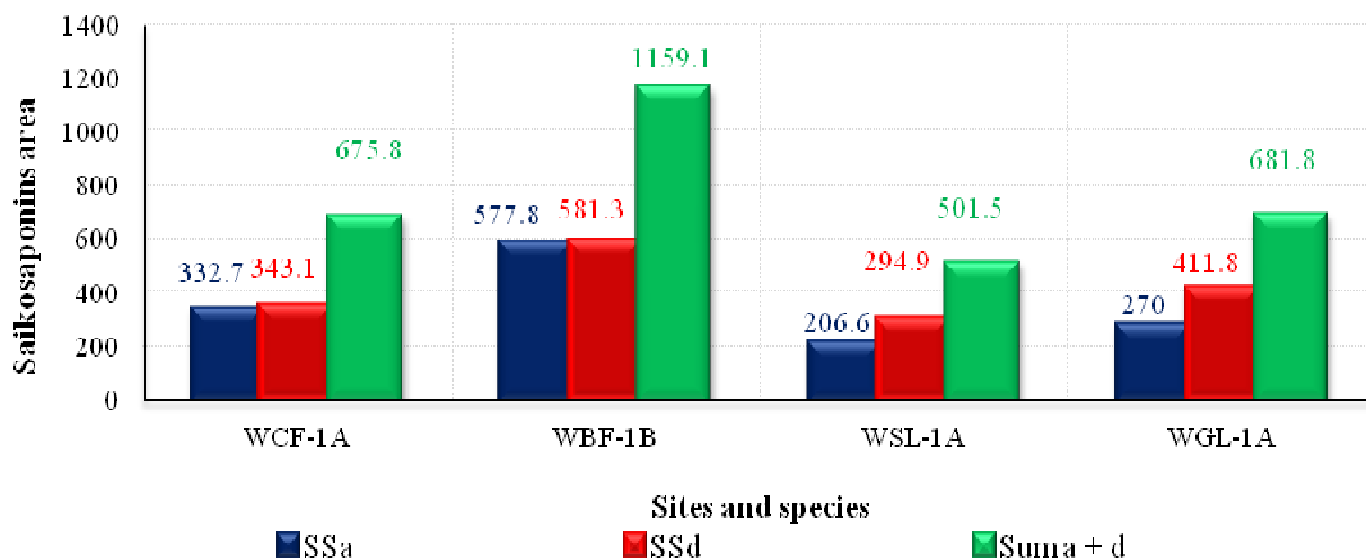 1400
1200
1000
800
600
400
200
0
Saikosaponins area
332.7 343.1 675.8
577.8 581.3 1159.1
206.6 294.9 501.5
270 411.8 681.8
WCF-1A WBF-1B WSL-1A WGL-1A
Sites and species
SSa SSd Suma + d